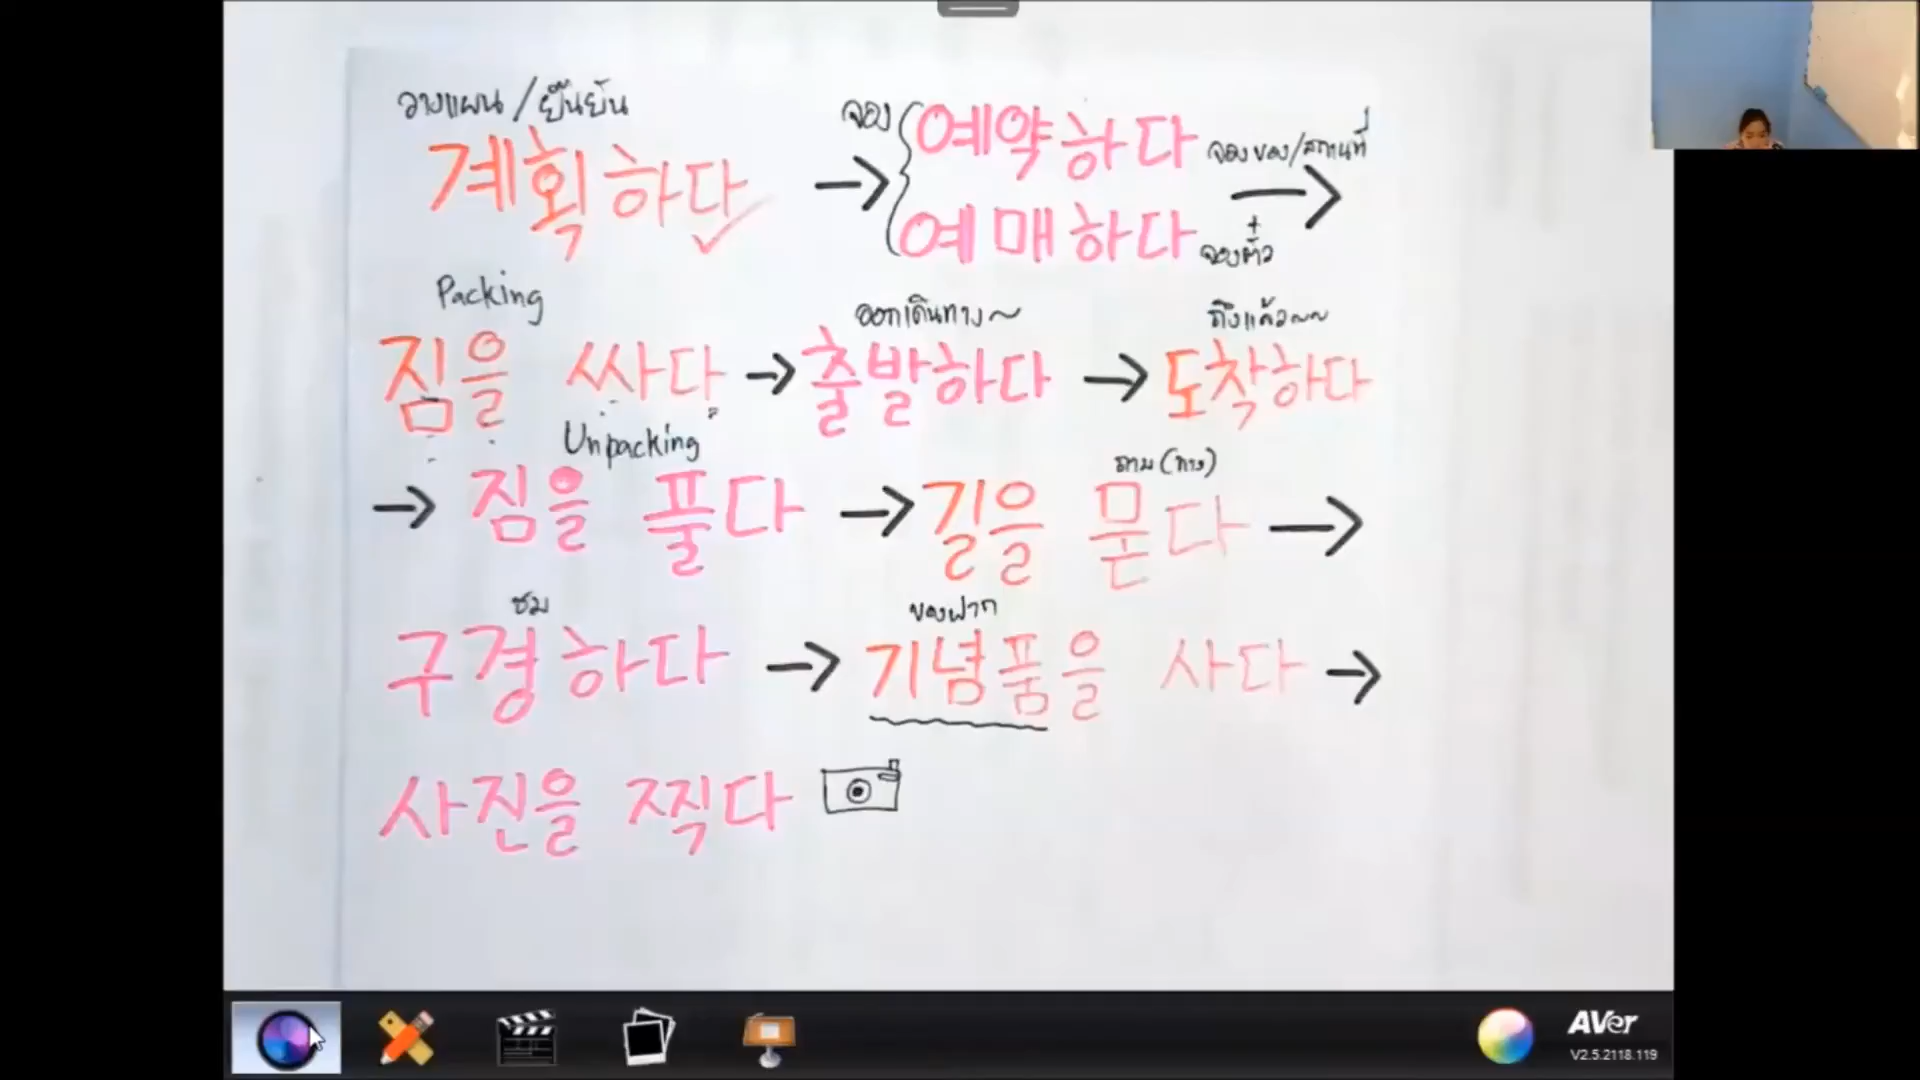 วางแผน / ยืนยัน
จอง { 예약하다 จองของ/สถานที่
계획하다 → →
예매하다 + จองตั๋ว
Packing ออกเดินทาง~ ถึงแล้ว~~
짐을 싸다 → 출발하다 → 도착하다
Unpacking ถาม (ทาง)
→ 짐을 풀다 → 길을 묻다 →
ชม ของฝาก
구경하다 → 기념품을 사다 →
사진을 찍다
AVer
V2.5.2118.119